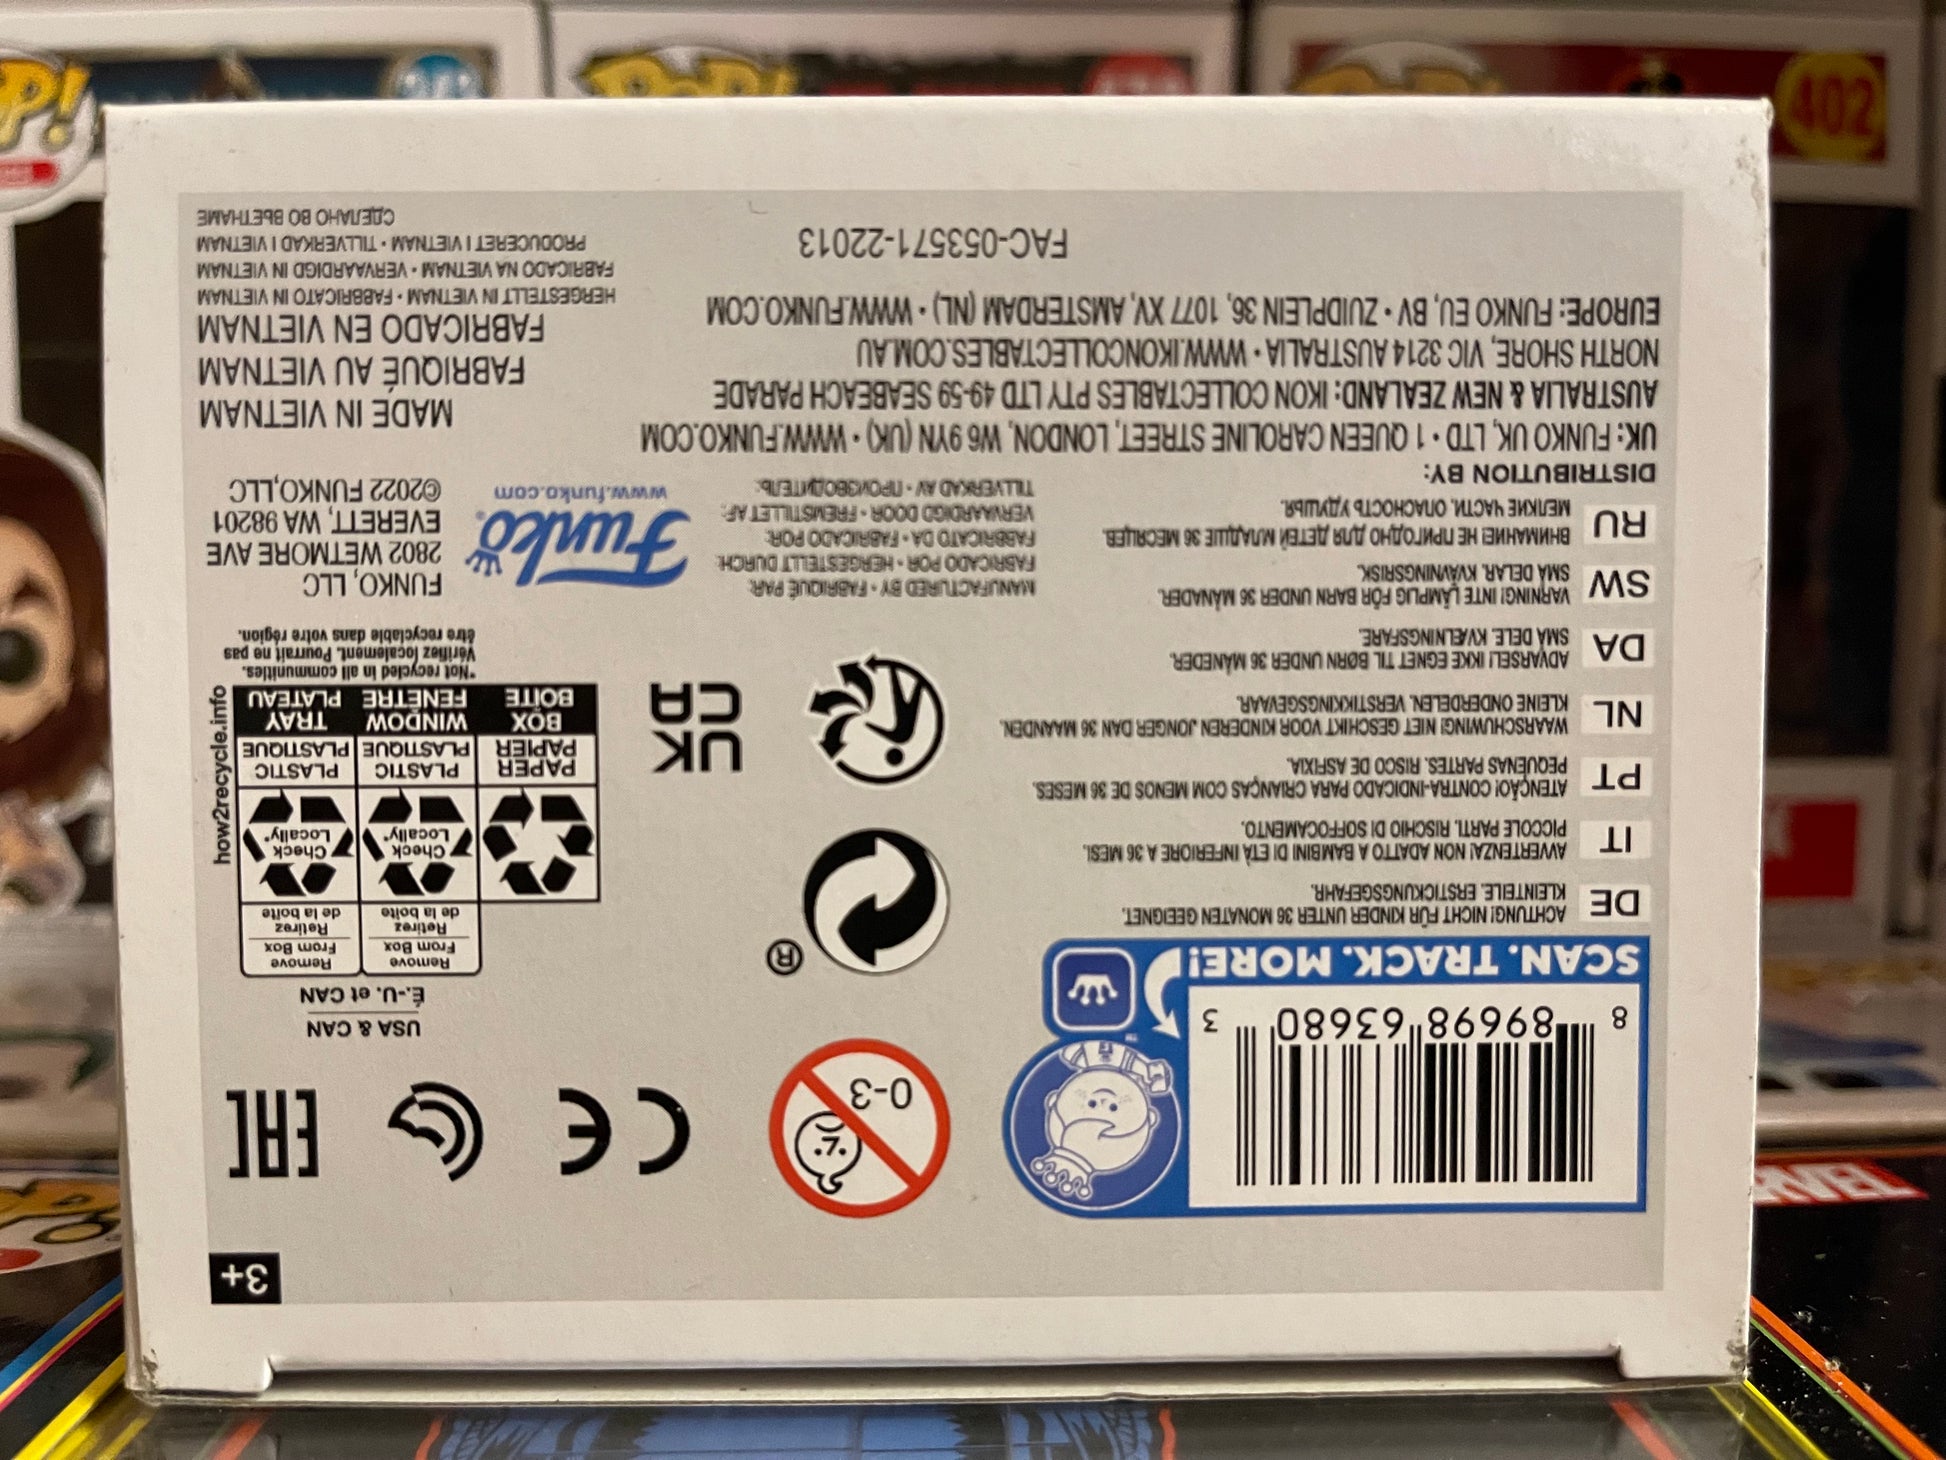 3+
8 89698 63680 3
SCAN. TRACK. MORE!
DE
ACHTUNG! NICHT FÜR KINDER UNTER 36 MONATEN GEEIGNET.
KLEINTEILE. ERSTICKUNGSGEFAHR.
IT
AVVERTENZA! NON ADATTO A BAMBINI DI ETÀ INFERIORE A 36 MESI.
PICCOLE PARTI. RISCHIO DI SOFFOCAMENTO.
PT
ATENÇÃO! CONTRA-INDICADO PARA CRIANÇAS COM MENOS DE 36 MESES.
PEQUENAS PARTES. RISCO DE ASFIXIA.
NL
WAARSCHUWING! NIET GESCHIKT VOOR KINDEREN JONGER DAN 36 MAANDEN.
KLEINE ONDERDELEN. VERSTIKKINGSGEVAAR.
DA
ADVARSEL! IKKE EGNET TIL BØRN UNDER 36 MÅNEDER.
SMÅ DELE. KVÆLNINGSFARE.
SW
VARNING! INTE LÄMPLIG FÖR BARN UNDER 36 MÅNADER.
SMÅ DELAR. KVÄVNINGSRISK.
RU
ВНИМАНИЕ! НЕ ПРИГОДНО ДЛЯ ДЕТЕЙ МЛАДШЕ 36 МЕСЯЦЕВ.
МЕЛКИЕ ЧАСТИ. ОПАСНОСТЬ УДУШЬЯ.
DISTRIBUTION BY:
UK: FUNKO UK, LTD • 1 QUEEN CAROLINE STREET, LONDON, W6 9YN (UK) • WWW.FUNKO.COM
AUSTRALIA & NEW ZEALAND: IKON COLLECTABLES PTY LTD 49-59 SEABEACH PARADE
NORTH SHORE, VIC 3214 AUSTRALIA • WWW.IKONCOLLECTABLES.COM.AU
EUROPE: FUNKO EU, BV • ZUIDPLEIN 36, 1077 XV, AMSTERDAM (NL) • WWW.FUNKO.COM
FAC-053571-22013
0-3
®
CE
EAC
USA & CAN
É.-U. et CAN
Remove
From Box
Retirez
de la boîte
Remove
From Box
Retirez
de la boîte
Check
Locally*
Check
Locally*
PAPER
PAPIER
PLASTIC
PLASTIQUE
PLASTIC
PLASTIQUE
BOX
BOÎTE
WINDOW
FENÊTRE
TRAY
PLATEAU
how2recycle.info
*Not recycled in all communities.
Vérifiez localement. Pourrait ne pas
être recyclable dans votre région.
UK
CA
MANUFACTURED BY • FABRIQUÉ PAR:
FABRICADO POR • HERGESTELLT DURCH:
FABBRICATO DA • FABRICADO POR:
VERVAARDIGD DOOR • FREMSTILLET AF:
TILLVERKAD AV • ПРОИЗВОДИТЕЛЬ:
Funko®
www.funko.com
FUNKO, LLC
2802 WETMORE AVE
EVERETT, WA 98201
©2022 FUNKO,LLC
MADE IN VIETNAM
FABRIQUÉ AU VIETNAM
FABRICADO EN VIETNAM
HERGESTELLT IN VIETNAM • FABBRICATO IN VIETNAM
FABRICADO NA VIETNAM • VERVAARDIGD IN VIETNAM
PRODUCERET I VIETNAM • TILLVERKAD I VIETNAM
СДЕЛАНО ВО ВЬЕТНАМЕ
POP!
402